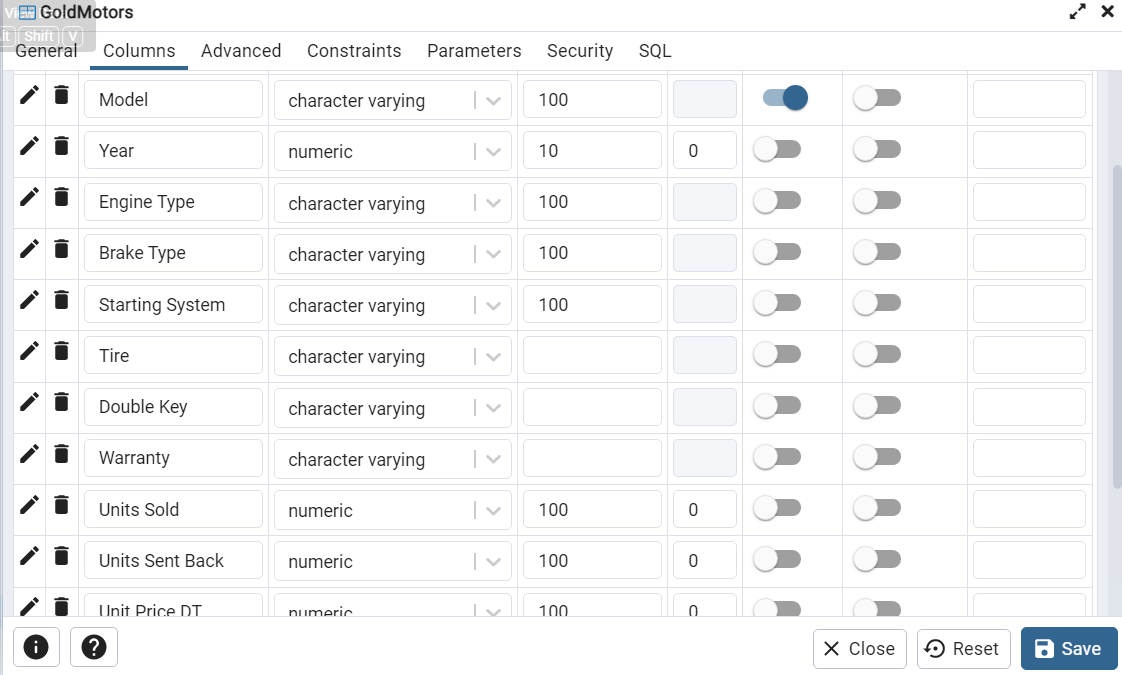 View
GoldMotors
Shift V
General Columns Advanced Constraints Parameters Security SQL
Model character varying 100
Year numeric 10 0
Engine Type character varying 100
Brake Type character varying 100
Starting System character varying 100
Tire character varying
Double Key character varying
Warranty character varying
Units Sold numeric 100 0
Units Sent Back numeric 100 0
Unit Price DT numeric 100 0
Close Reset Save